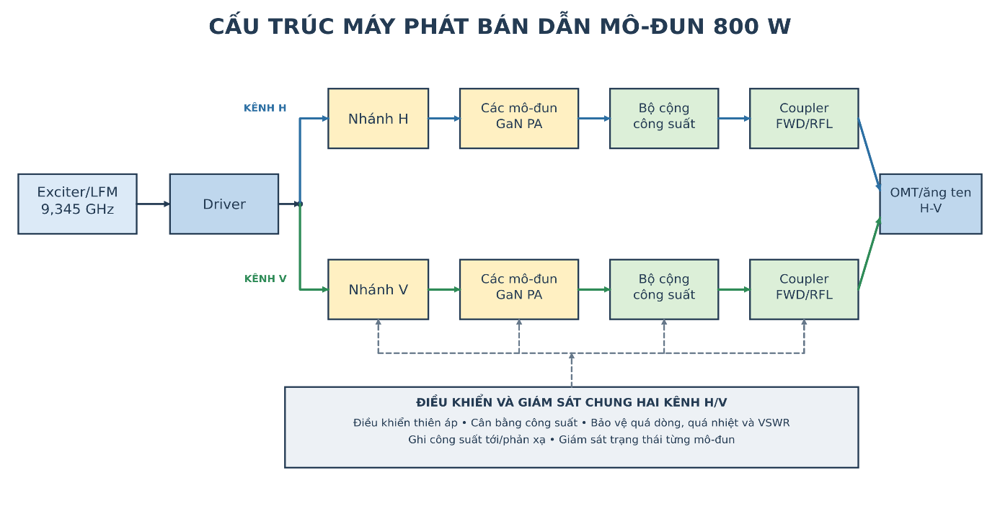 CẤU TRÚC MÁY PHÁT BÁN DẪN MÔ-ĐUN 800 W
KÊNH H
Nhánh H
Các mô-đun
GaN PA
Bộ cộng
công suất
Coupler
FWD/RFL
Exciter/LFM
9,345 GHz
Driver
OMT/ăng ten
H-V
KÊNH V
Nhánh V
Các mô-đun
GaN PA
Bộ cộng
công suất
Coupler
FWD/RFL
ĐIỀU KHIỂN VÀ GIÁM SÁT CHUNG HAI KÊNH H/V
Điều khiển thiên áp • Cân bằng công suất • Bảo vệ quá dòng, quá nhiệt và VSWR
Ghi công suất tới/phản xạ • Giám sát trạng thái từng mô-đun